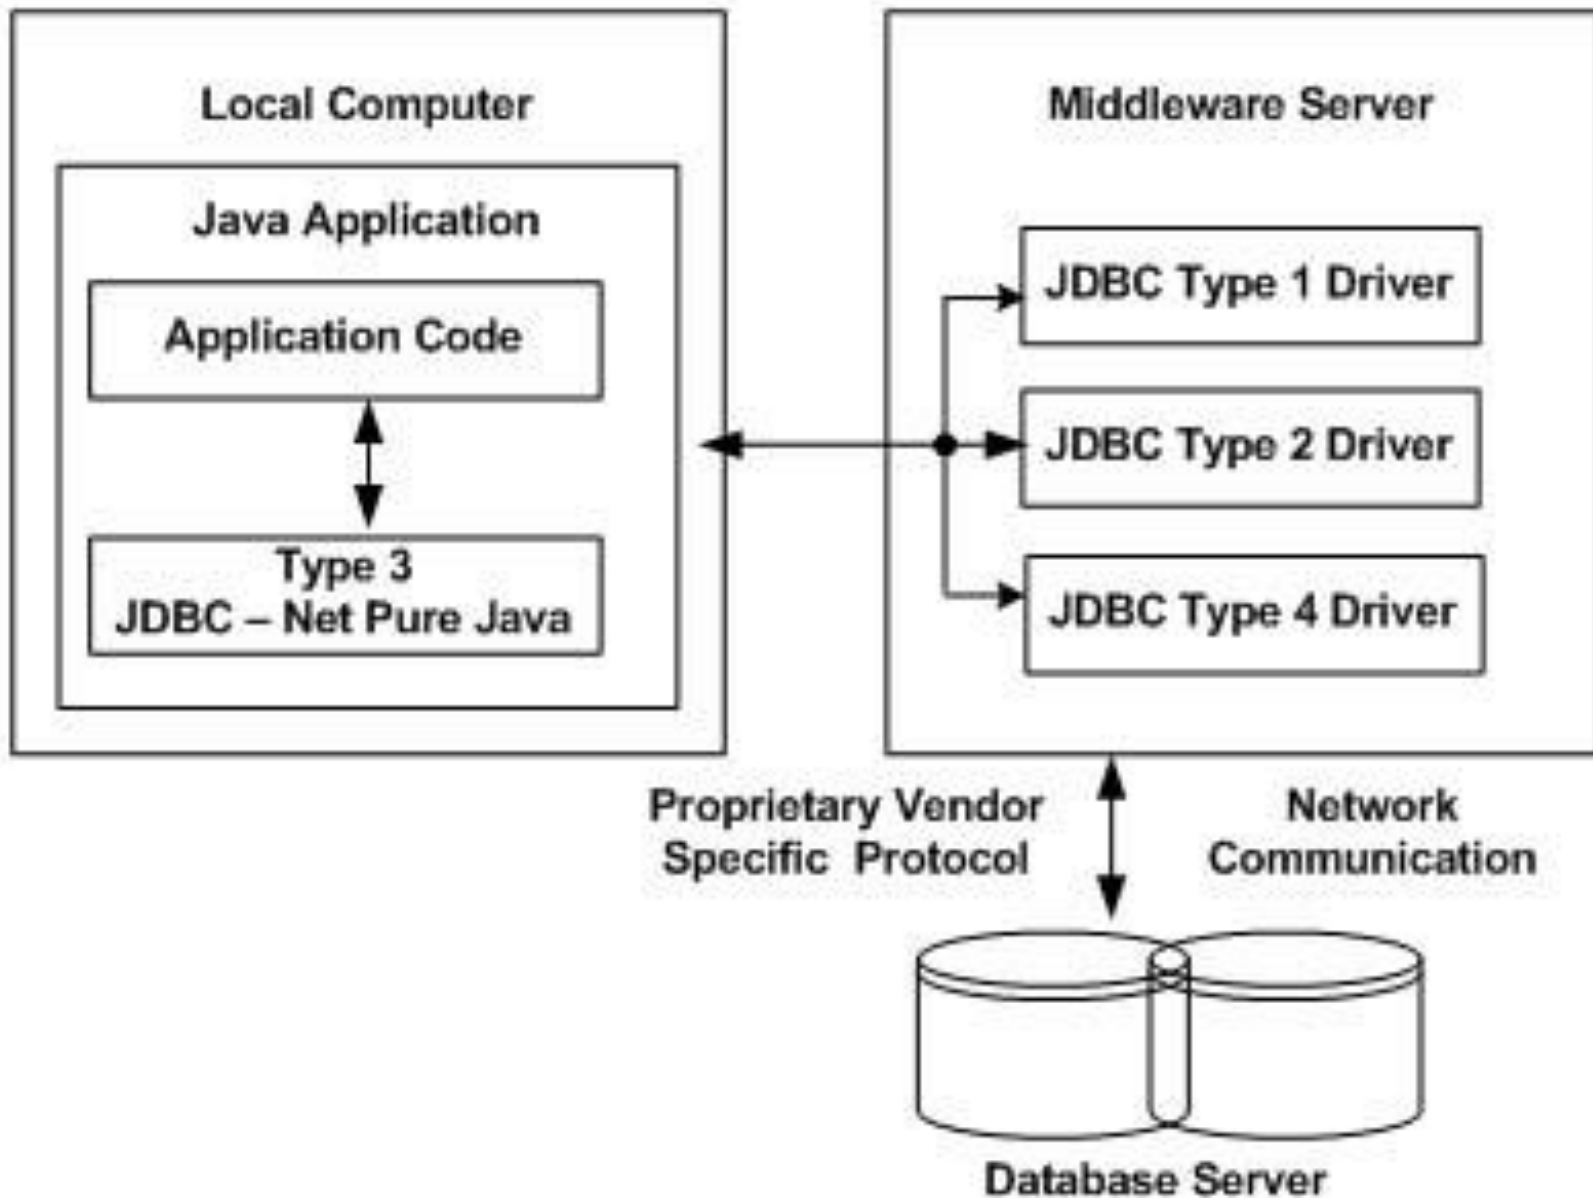 Local Computer
Java Application
Application Code
Type 3
JDBC – Net Pure Java
Middleware Server
JDBC Type 1 Driver
JDBC Type 2 Driver
JDBC Type 4 Driver
Proprietary Vendor
Specific Protocol
Network
Communication
Database Server